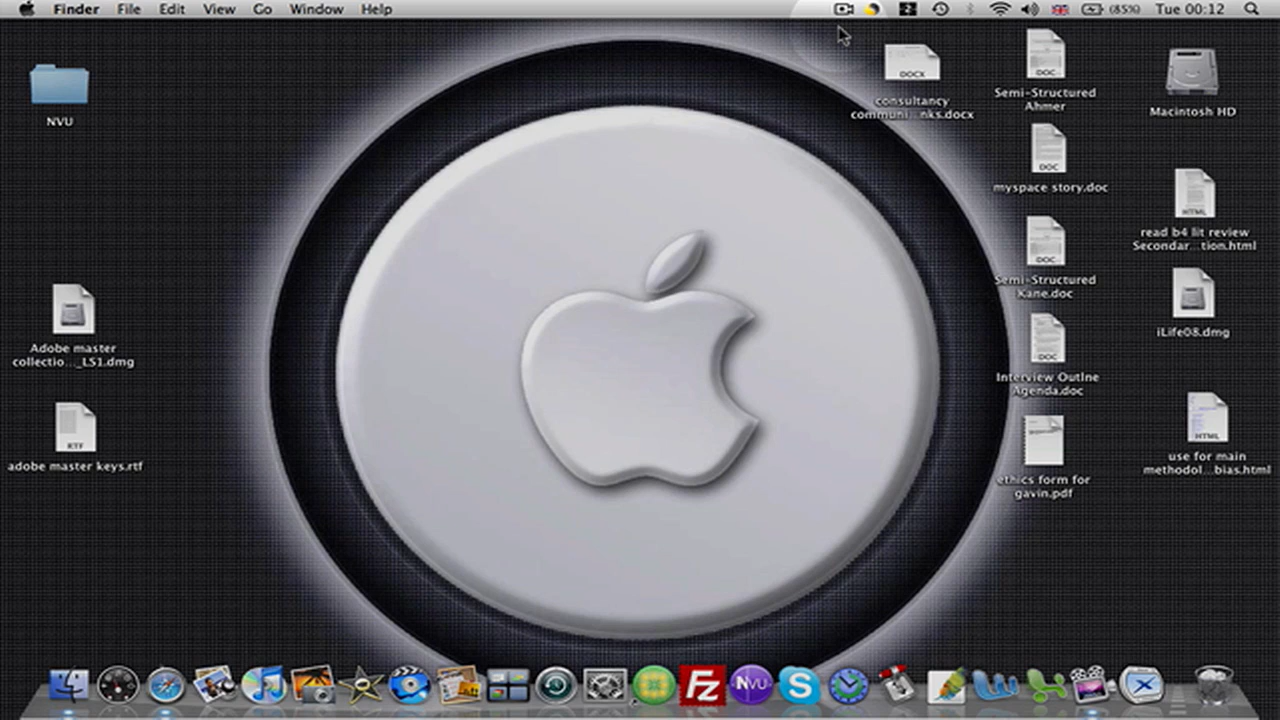 Finder File Edit View Go Window Help (85%) Tue 00:12
NVU
Adobe master
collectio..._LS1.dmg
RTF
adobe master keys.rtf
DOCX
consultancy
communi...nks.docx
DOC
Semi-Structured
Ahmer
DOC
myspace story.doc
DOC
Semi-Structured
Kane.doc
DOC
Interview Outlne
Agenda.doc
ethics form for
gavin.pdf
Macintosh HD
HTML
read b4 lit review
Secondar...tion.html
iLife08.dmg
HTML
use for main
methodol...bias.html
FZ NVU S W X